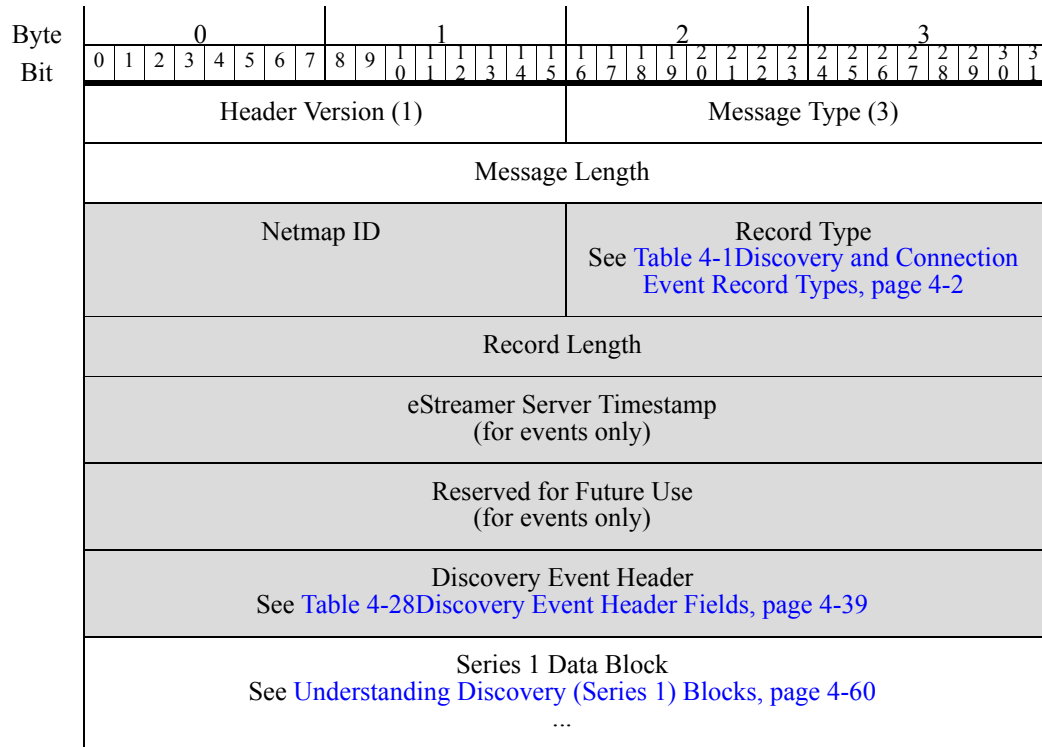 Byte 0 1 2 3
Bit 0 1 2 3 4 5 6 7 8 9 10 11 12 13 14 15 16 17 18 19 20 21 22 23 24 25 26 27 28 29 30 31
Header Version (1) Message Type (3)
Message Length
Netmap ID Record Type
See Table 4-1Discovery and Connection
Event Record Types, page 4-2
Record Length
eStreamer Server Timestamp
(for events only)
Reserved for Future Use
(for events only)
Discovery Event Header
See Table 4-28Discovery Event Header Fields, page 4-39
Series 1 Data Block
See Understanding Discovery (Series 1) Blocks, page 4-60
...